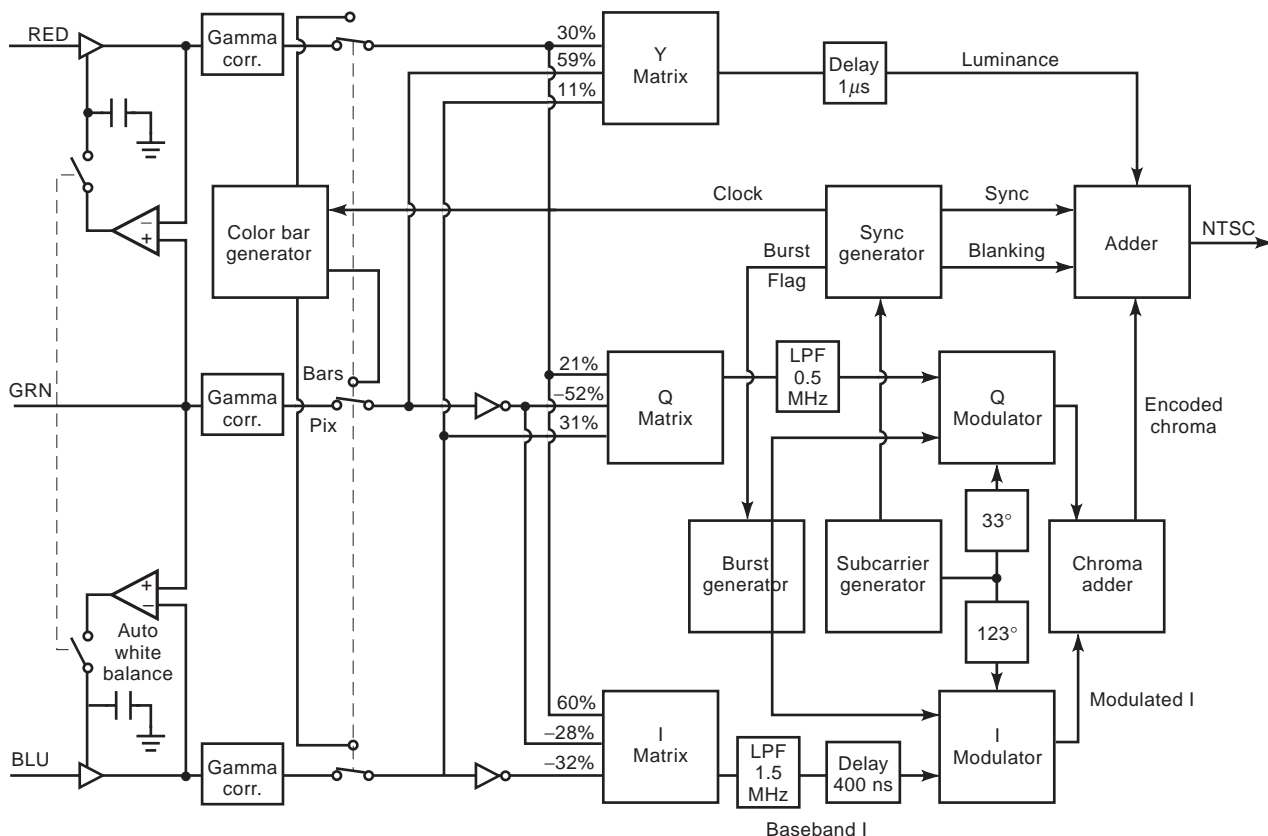 RED
Gamma
corr.
30%
59%
11%
Y
Matrix
Delay
1μs
Luminance
Color bar
generator
Clock
Burst
Flag
Sync
generator
Sync
Blanking
Adder
NTSC
–
+
GRN
Gamma
corr.
Bars
Pix
21%
–52%
31%
Q
Matrix
LPF
0.5
MHz
Q
Modulator
Encoded
chroma
33°
Burst
generator
Subcarrier
generator
Chroma
adder
123°
+
–
Auto
white
balance
BLU
Gamma
corr.
60%
–28%
–32%
I
Matrix
LPF
1.5
MHz
Delay
400 ns
I
Modulator
Modulated I
Baseband I